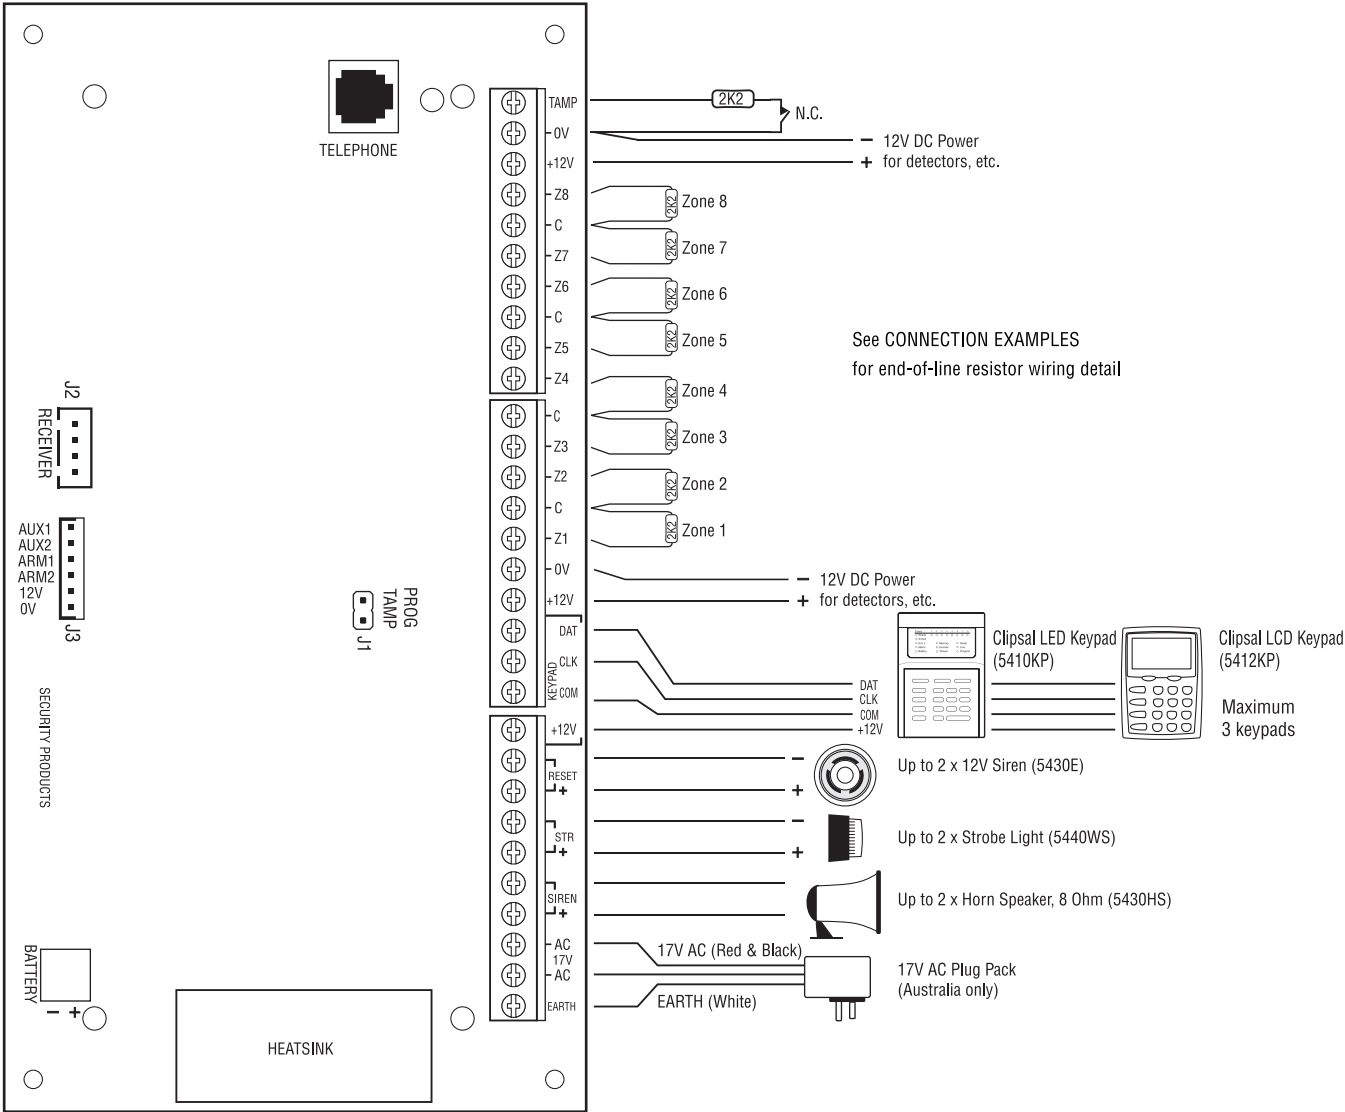 TELEPHONE
TAMP
0V
+12V
Z8
C
Z7
Z6
C
Z5
Z4
C
Z3
Z2
C
Z1
0V
+12V
DAT
CLK
COM
KEYPAD
+12V
RESET
+
STR
+
SIREN
+
AC
17V
AC
EARTH
2K2
N.C.
− 12V DC Power
+ for detectors, etc.
2K2 Zone 8
2K2 Zone 7
2K2 Zone 6
2K2 Zone 5
2K2 Zone 4
2K2 Zone 3
2K2 Zone 2
2K2 Zone 1
See CONNECTION EXAMPLES
for end-of-line resistor wiring detail
− 12V DC Power
+ for detectors, etc.
DAT
CLK
COM
+12V
Clipsal LED Keypad
(5410KP)
Clipsal LCD Keypad
(5412KP)
Maximum
3 keypads
−
+
Up to 2 x 12V Siren (5430E)
−
+
Up to 2 x Strobe Light (5440WS)
Up to 2 x Horn Speaker, 8 Ohm (5430HS)
17V AC (Red & Black)
EARTH (White)
17V AC Plug Pack
(Australia only)
J2
RECEIVER
AUX1
AUX2
ARM1
ARM2
12V
0V
J3
PROG
TAMP
J1
SECURITY PRODUCTS
BATTERY
− +
HEATSINK